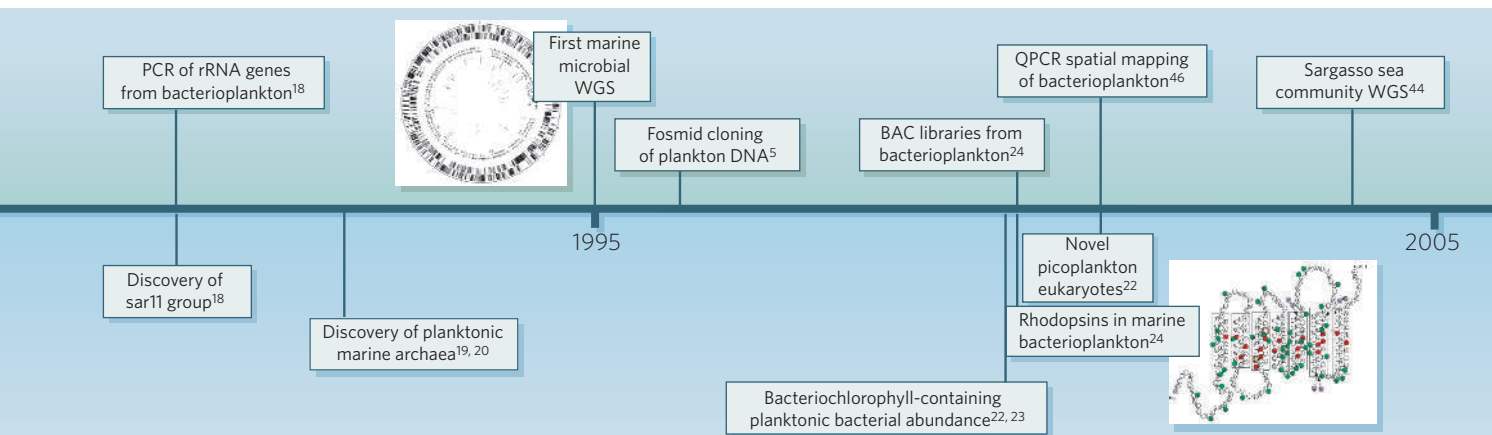 PCR of rRNA genes
from bacterioplankton18
First marine
microbial
WGS
Fosmid cloning
of plankton DNA5
BAC libraries from
bacterioplankton24
QPCR spatial mapping
of bacterioplankton46
Sargasso sea
community WGS44
1995
2005
Discovery of
sar11 group18
Discovery of planktonic
marine archaea19, 20
Bacteriochlorophyll-containing
planktonic bacterial abundance22, 23
Novel
picoplankton
eukaryotes22
Rhodopsins in marine
bacterioplankton24